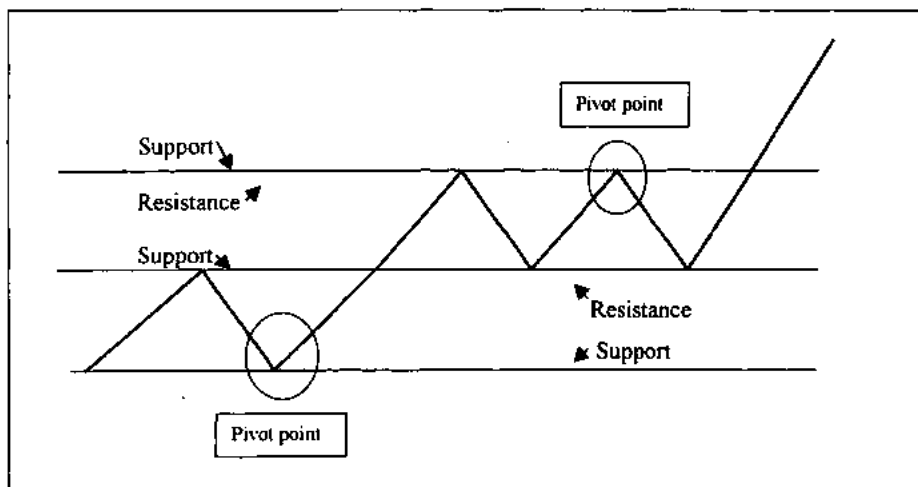 Pivot point
Support
Resistance
Support
Resistance
Support
Pivot point